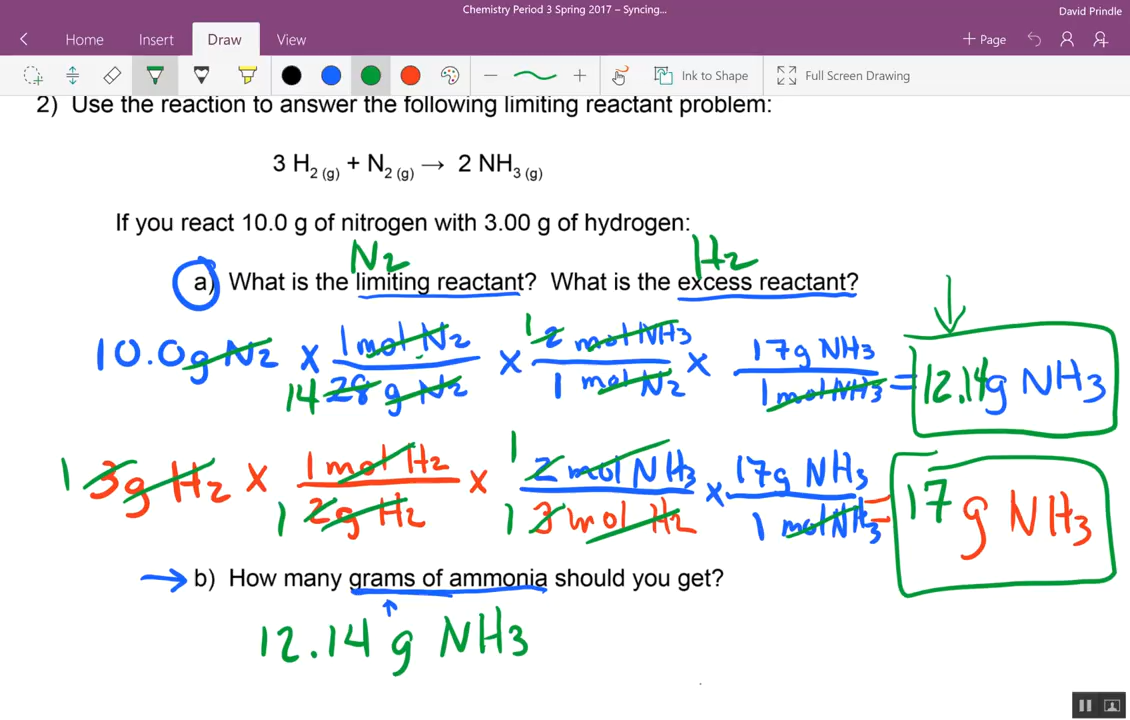 Chemistry Period 3 Spring 2017 – Syncing...
David Prindle
Home Insert Draw View
+ Page
Ink to Shape Full Screen Drawing
2) Use the reaction to answer the following limiting reactant problem:
3 H₂ (g) + N₂ (g) → 2 NH₃ (g)
If you react 10.0 g of nitrogen with 3.00 g of hydrogen:
N₂ H₂
a) What is the limiting reactant? What is the excess reactant?
1 2 mol NH₃
1 mol N₂ 17g NH₃
10.0g N₂ × × × = 12.14g NH₃
14 28 g N₂ 1 mol N₂ 1 mol NH₃
1 mol H₂ 1 2 mol NH₃ 17g NH₃
1 3g H₂ × × × = 17 g NH₃
1 2g H₂ 1 3 mol H₂ 1 mol NH₃
→ b) How many grams of ammonia should you get?
12.14 g NH₃